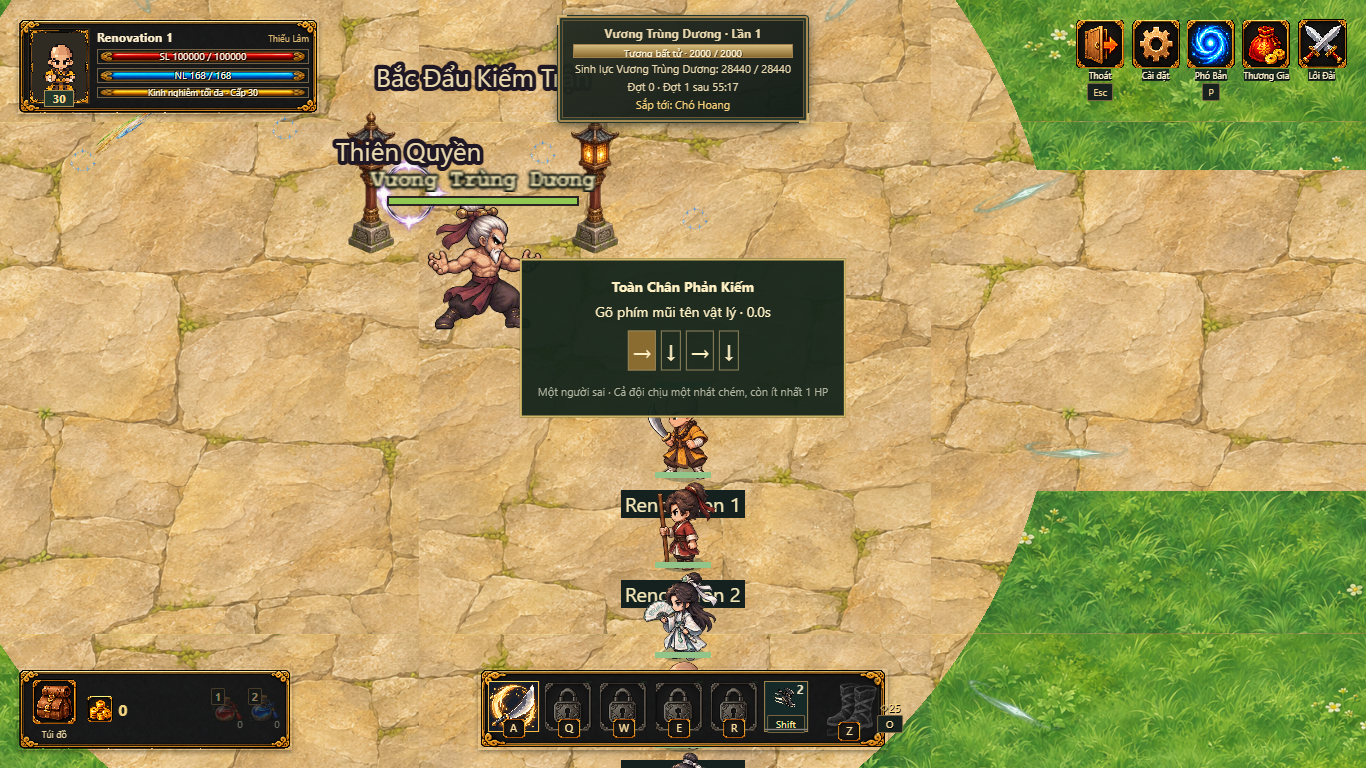 Renovation 1
Thiếu Lâm
SL 100000 / 100000
NL 168 / 168
Kinh nghiệm tối đa · Cấp 30
30
Bắc Đẩu Kiếm
Vương Trùng Dương · Lần 1
Tương bất tử · 2000 / 2000
Sinh lực Vương Trùng Dương: 28440 / 28440
Đợt 0 · Đợt 1 sau 55:17
Sắp tới: Chó Hoang
Thoát
Cài đặt
Phó Bản
Thương Gia
Lôi Đài
Esc
P
Thiên Quyền
Vương Trùng Dương
Toàn Chân Phản Kiếm
Gõ phím mũi tên vật lý · 0.0s
→ ↓ → ↓
Một người sai · Cả đội chịu một nhát chém, còn ít nhất 1 HP
1
2
Túi đồ
0
1
2
0
0
A
Q
W
E
R
2
Shift
Z
25
O